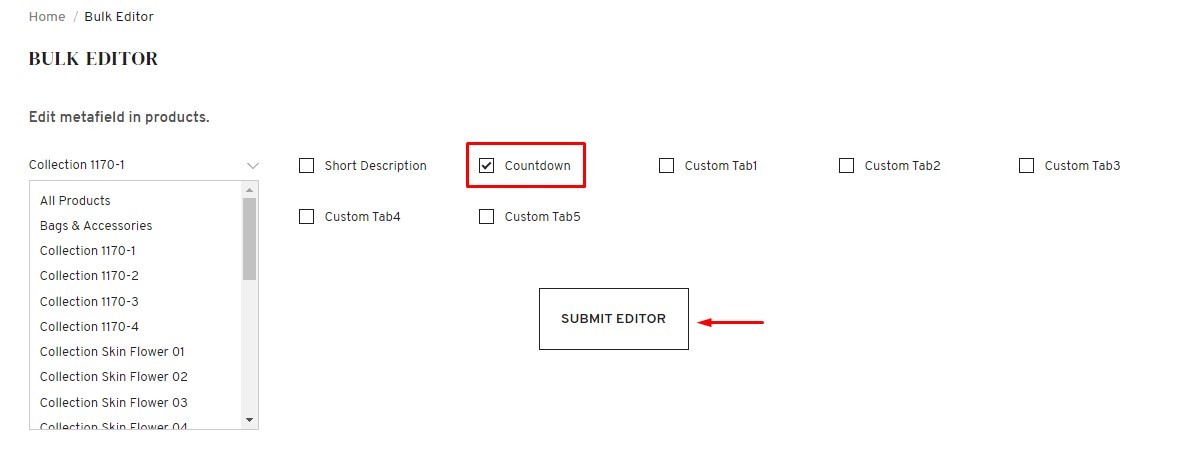 Home / Bulk Editor
BULK EDITOR
Edit metafield in products.
Collection 1170-1
Short Description
Countdown
Custom Tab1
Custom Tab2
Custom Tab3
Custom Tab4
Custom Tab5
All Products
Bags & Accessories
Collection 1170-1
Collection 1170-2
Collection 1170-3
Collection 1170-4
Collection Skin Flower 01
Collection Skin Flower 02
Collection Skin Flower 03
Collection Skin Flower 04
SUBMIT EDITOR